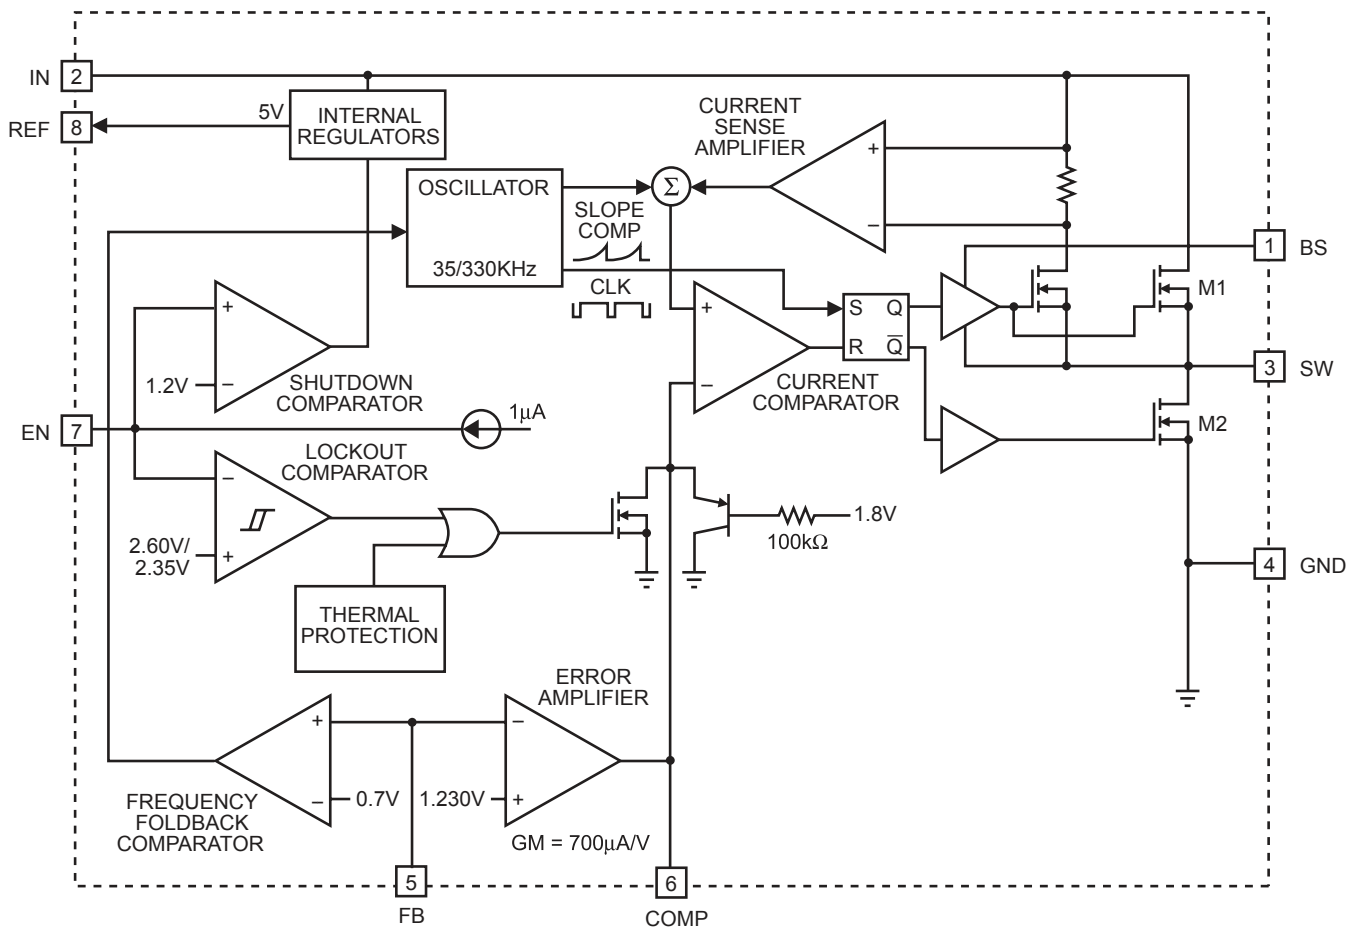 IN 2
REF 8
5V
INTERNAL
REGULATORS
CURRENT
SENSE
AMPLIFIER
+
–
OSCILLATOR
35/330KHz
Σ
SLOPE
COMP
CLK
1 BS
+
–
1.2V
SHUTDOWN
COMPARATOR
+
–
CURRENT
COMPARATOR
S Q
R Q̅
M1
3 SW
M2
EN 7
1μA
LOCKOUT
COMPARATOR
–
+
2.60V/
2.35V
1.8V
100kΩ
THERMAL
PROTECTION
4 GND
ERROR
AMPLIFIER
+
–
0.7V
–
+
1.230V
FREQUENCY
FOLDBACK
COMPARATOR
GM = 700μA/V
5
FB
6
COMP